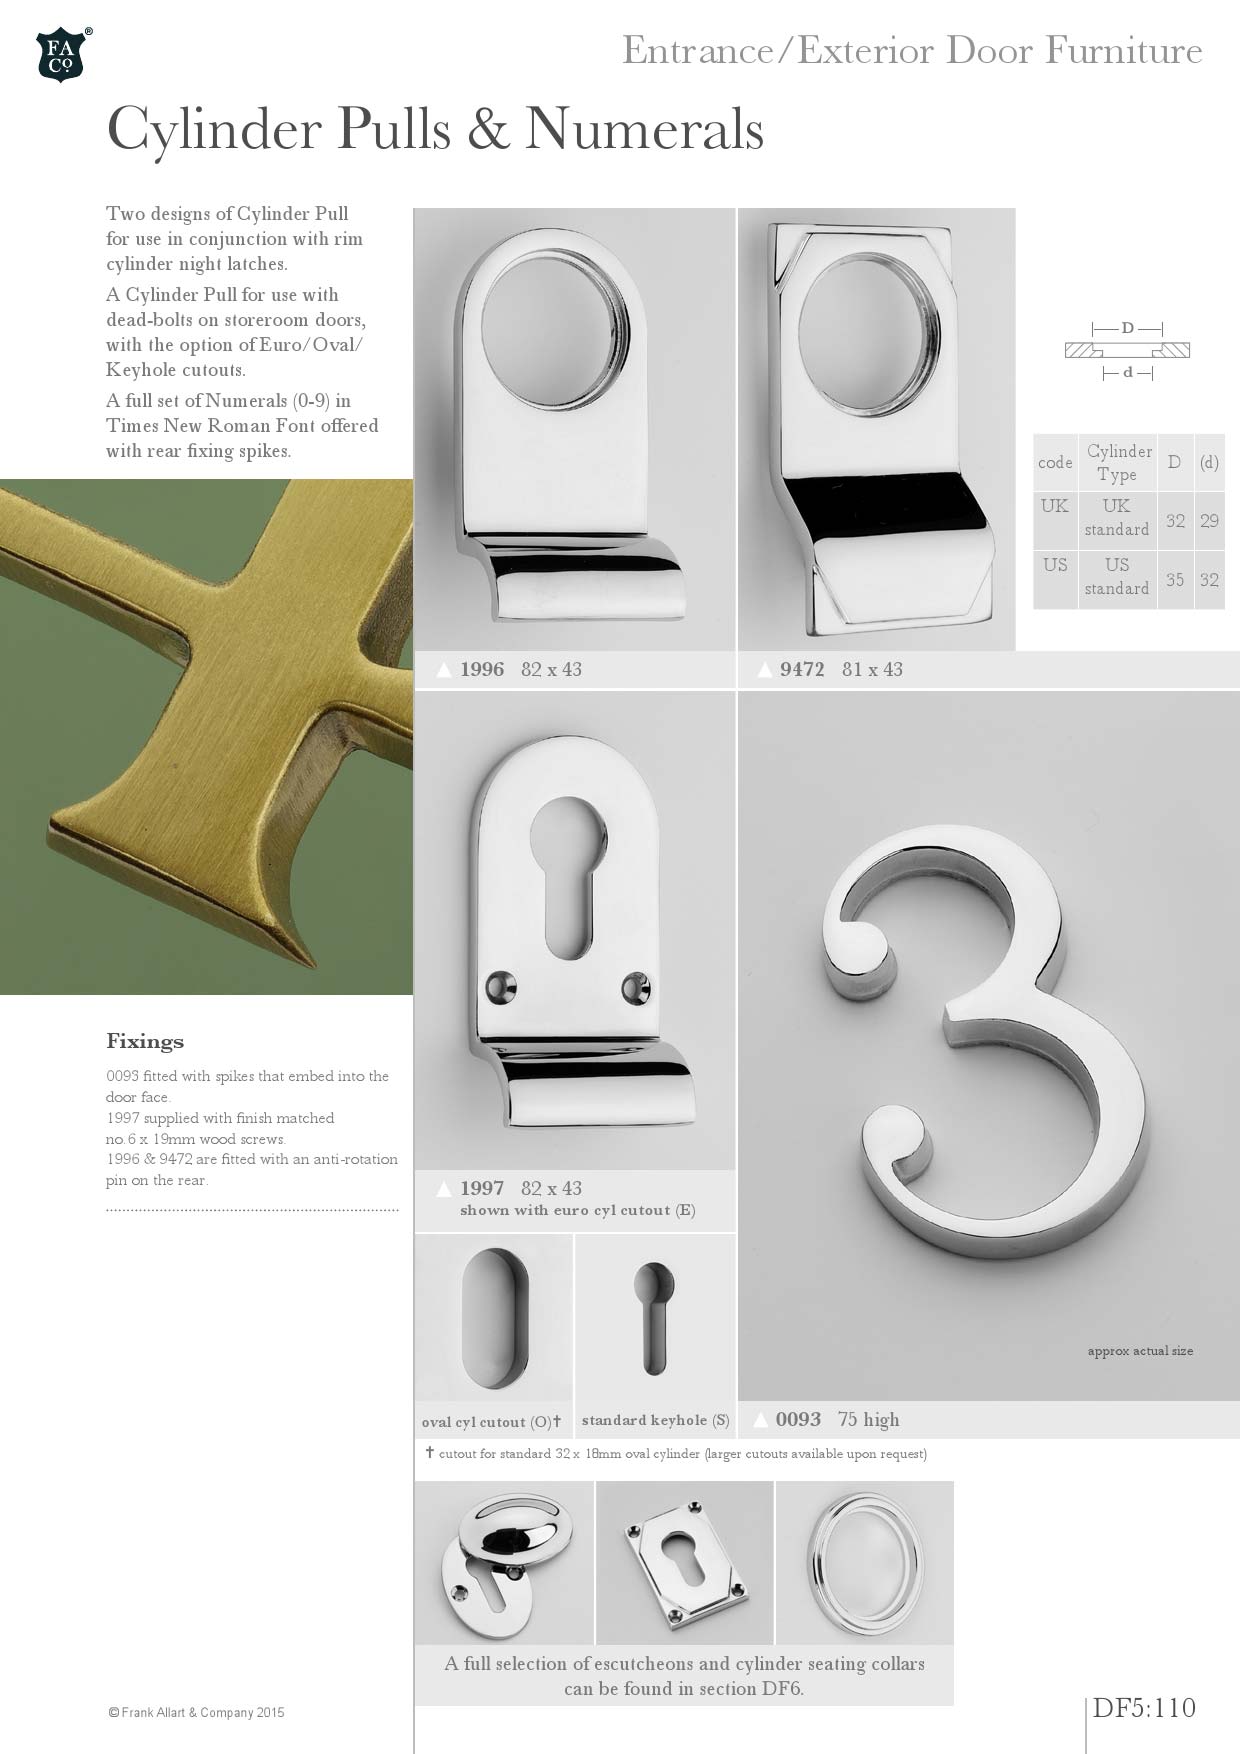 FA
Co.
®
Entrance/Exterior Door Furniture
Cylinder Pulls & Numerals
Two designs of Cylinder Pull
for use in conjunction with rim
cylinder night latches.
A Cylinder Pull for use with
dead-bolts on storeroom doors,
with the option of Euro/Oval/
Keyhole cutouts.
A full set of Numerals (0-9) in
Times New Roman Font offered
with rear fixing spikes.
D
d
code Cylinder Type D (d)
UK UK standard 32 29
US US standard 35 32
1996 82 x 43
9472 81 x 43
Fixings
0093 fitted with spikes that embed into the
door face.
1997 supplied with finish matched
no.6 x 19mm wood screws.
1996 & 9472 are fitted with an anti-rotation
pin on the rear.
1997 82 x 43
shown with euro cyl cutout (E)
oval cyl cutout (O)✝
standard keyhole (S)
approx actual size
0093 75 high
✝ cutout for standard 32 x 18mm oval cylinder (larger cutouts available upon request)
A full selection of escutcheons and cylinder seating collars
can be found in section DF6.
© Frank Allart & Company 2015
DF5:110